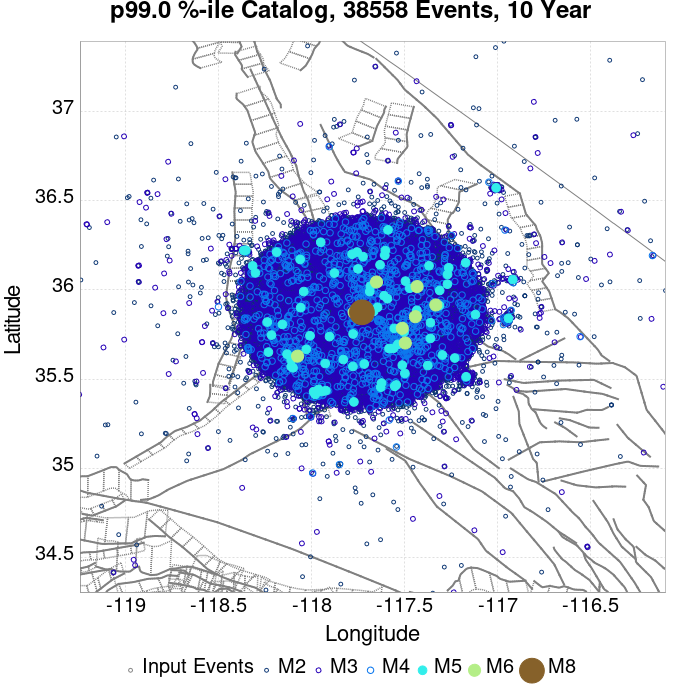 p99.0 %-ile Catalog, 38558 Events, 10 Year
37
36.5
36
35.5
35
34.5
Latitude
-119 -118.5 -118 -117.5 -117 -116.5
Longitude
Input Events M2 M3 M4 M5 M6 M8